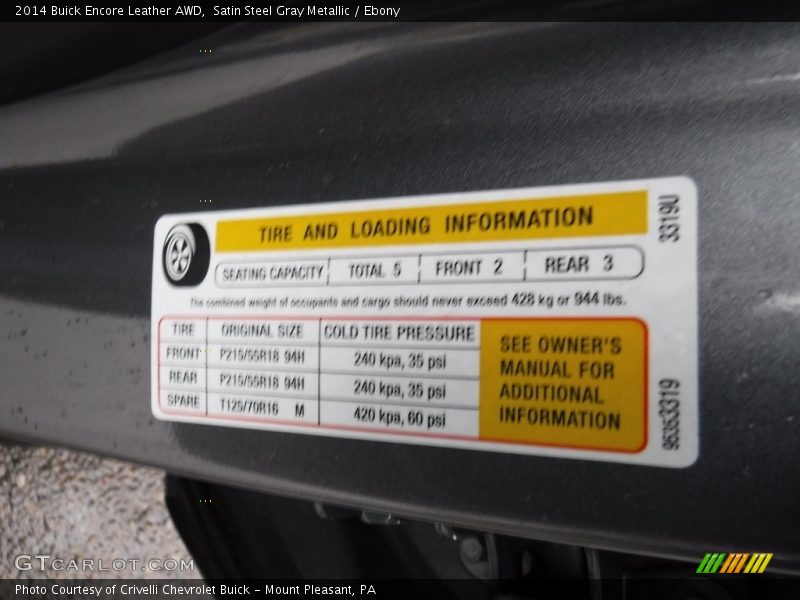 2014 Buick Encore Leather AWD, Satin Steel Gray Metallic / Ebony
TIRE AND LOADING INFORMATION
SEATING CAPACITY TOTAL 5 FRONT 2 REAR 3
The combined weight of occupants and cargo should never exceed 428 kg or 944 lbs.
TIRE ORIGINAL SIZE COLD TIRE PRESSURE
FRONT P215/55R18 94H 240 kpa, 35 psi
REAR P215/55R18 94H 240 kpa, 35 psi
SPARE T125/70R16 M 420 kpa, 60 psi
SEE OWNER'S
MANUAL FOR
ADDITIONAL
INFORMATION
3319U
95353319
GTCARLOT.COM
Photo Courtesy of Crivelli Chevrolet Buick - Mount Pleasant, PA